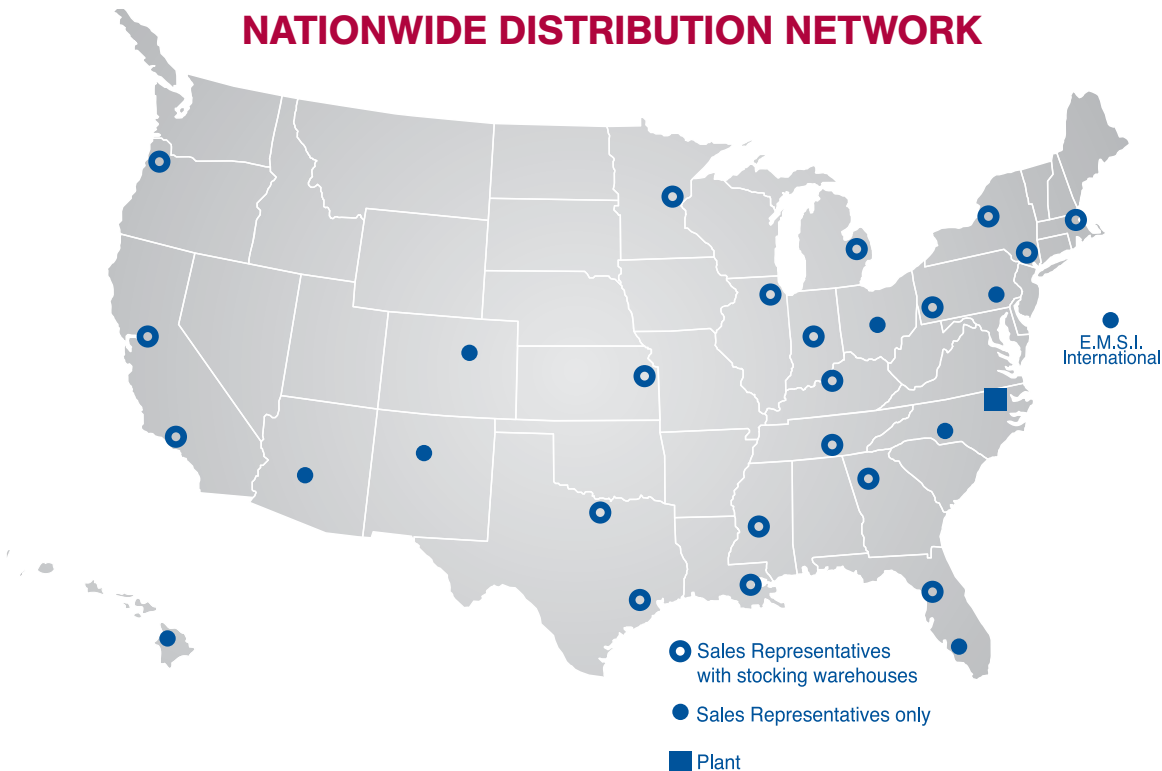 NATIONWIDE DISTRIBUTION NETWORK
E.M.S.I.
International
Sales Representatives
with stocking warehouses
Sales Representatives only
Plant